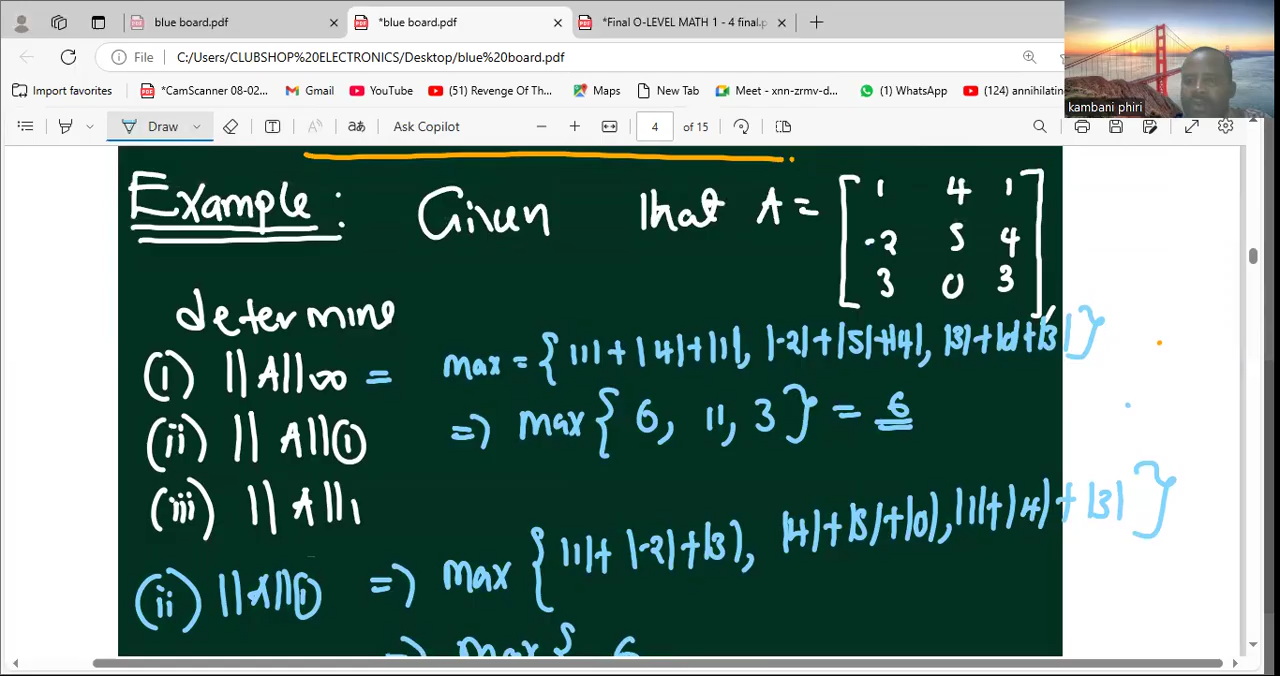 blue board.pdf
*blue board.pdf
*Final O-LEVEL MATH 1 - 4 final.p
File C:/Users/CLUBSHOP%20ELECTRONICS/Desktop/blue%20board.pdf
kambani phiri
Import favorites *CamScanner 08-02... Gmail YouTube (51) Revenge Of Th... Maps New Tab Meet - xnn-zrmv-d... (1) WhatsApp (124) annihilatin
Draw Ask Copilot 4 of 15
Example: Given that A = [ 1 4 1
-2 5 4
3 0 3 ]
determine
(i) ||A||∞ = max = { |1| + |4| + |1|, |-2| + |5| + |4|, |3| + |0| + |3| }
=> max { 6, 11, 3 } = 6
(ii) ||A||①
(iii) ||A||1
(ii) ||A||① => max { |1| + |-2| + |3|, |4| + |5| + |0|, |1| + |4| + |3| }
=> max { 6